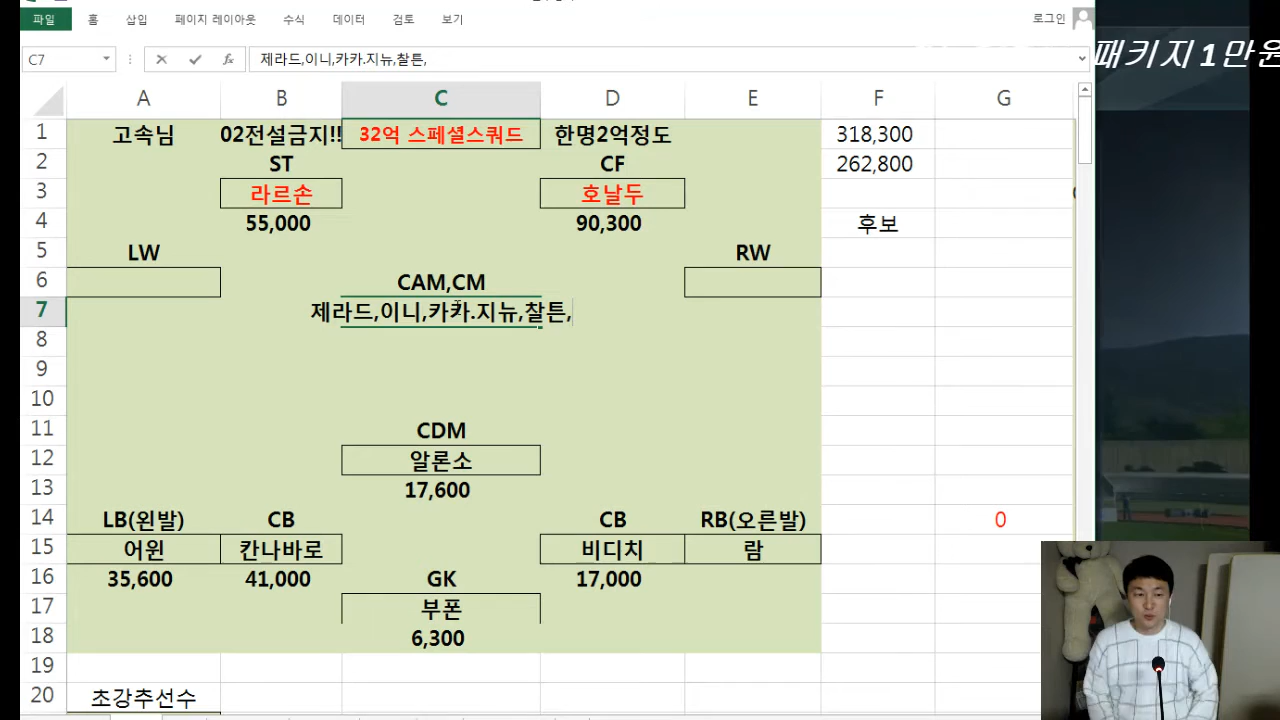 파일 홈 삽입 페이지 레이아웃 수식 데이터 검토 보기 로그인
패키지 1만원
C7 fx 제라드,이니,카카.지뉴,찰튼,
A B C D E F G
1 고속님 02전설금지!! 32억 스페셜스쿼드 한명2억정도 318,300
2 ST CF 262,800
3 라르손 호날두
4 55,000 90,300 후보
5 LW RW
6 CAM,CM
7 제라드,이니,카카.지뉴,찰튼,
8
9
10
11 CDM
12 알론소
13 17,600
14 LB(왼발) CB CB RB(오른발) 0
15 어윈 칸나바로 비디치 람
16 35,600 41,000 GK 17,000
17 부폰
18 6,300
19
20 초강추선수